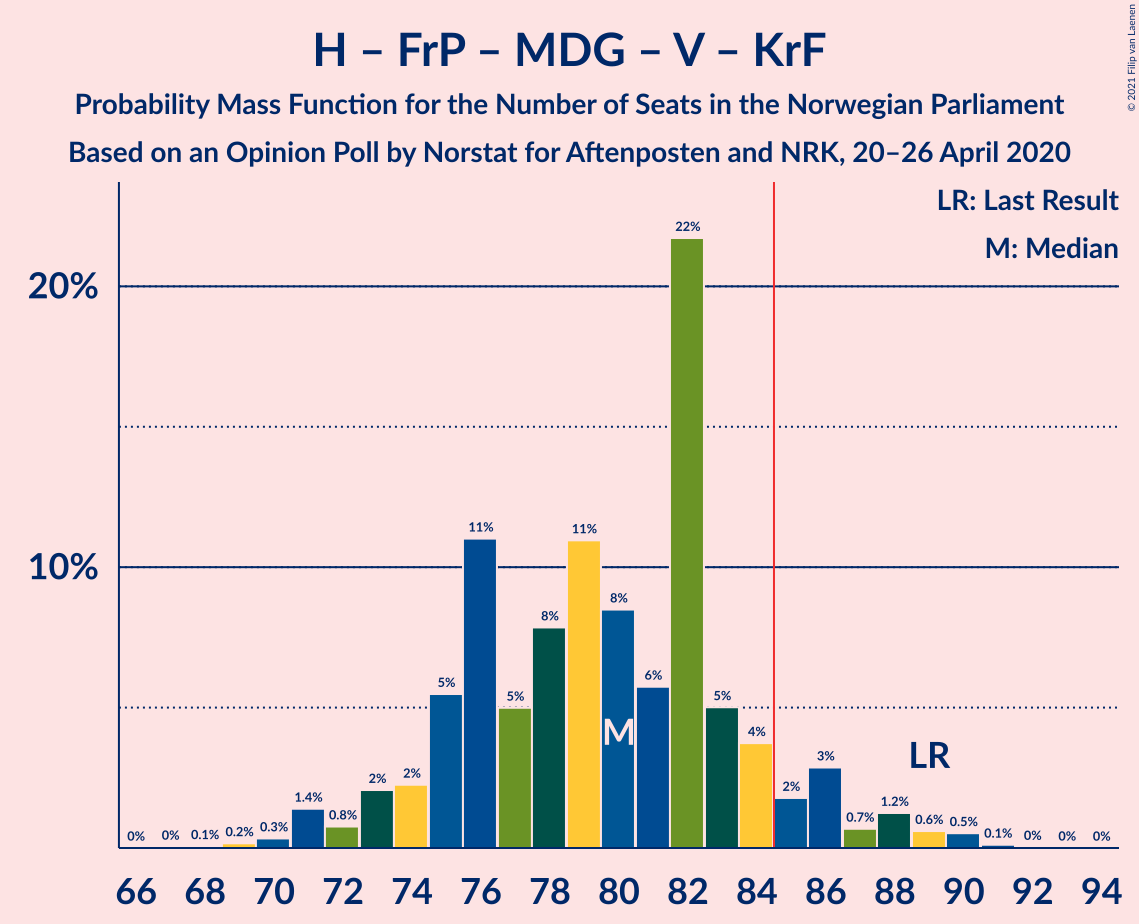 H – FrP – MDG – V – KrF
Probability Mass Function for the Number of Seats in the Norwegian Parliament
Based on an Opinion Poll by Norstat for Aftenposten and NRK, 20–26 April 2020
© 2021 Filip van Laenen
LR: Last Result
M: Median
22%
20%
11% 11%
10%
8% 8%
6%
5% 5% 5%
M
4%
LR
3%
2% 2% 2%
1.4% 1.2%
0.8% 0.7% 0.6% 0.5%
0% 0% 0.1% 0.2% 0.3% 0.1% 0% 0% 0%
66 68 70 72 74 76 78 80 82 84 86 88 90 92 94